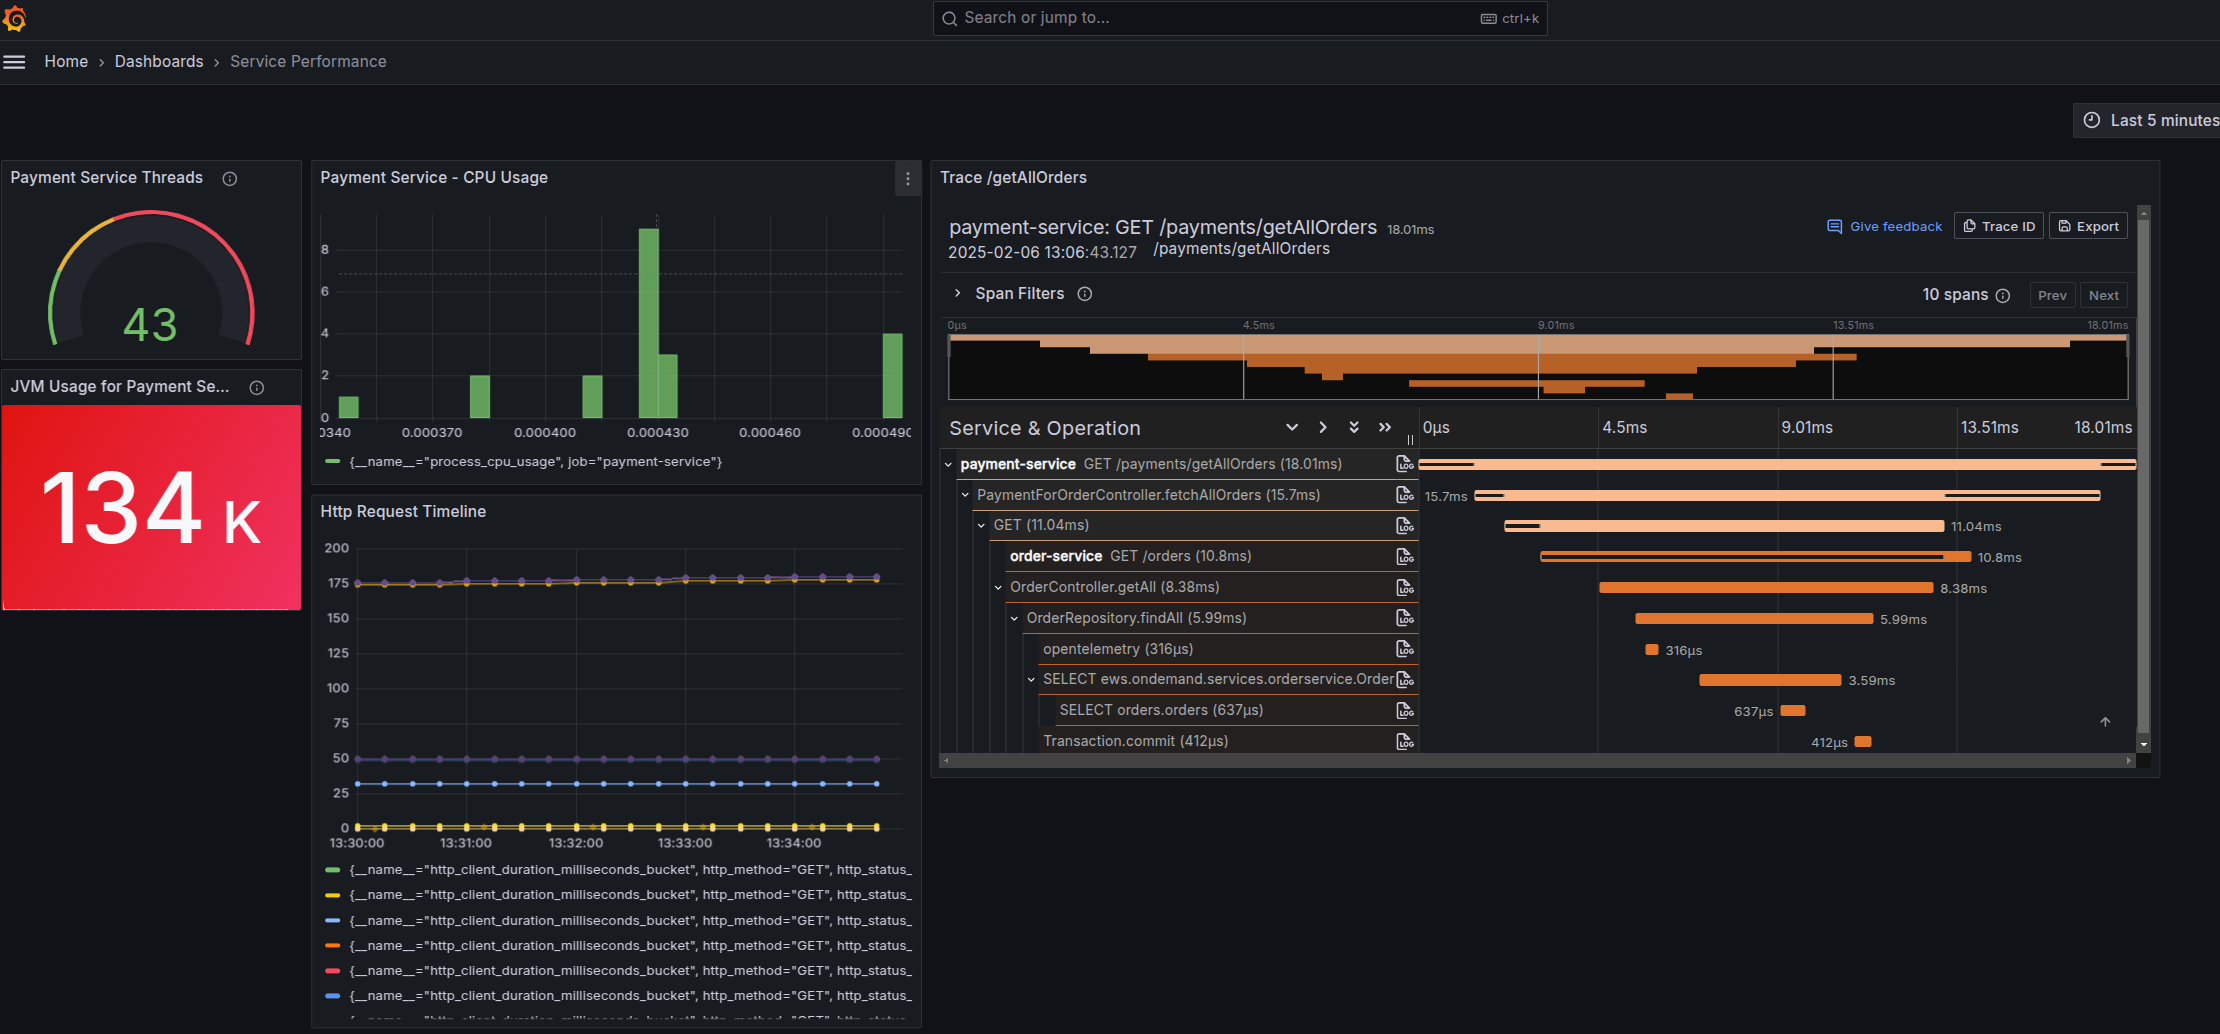 Search or jump to...
ctrl+k
Home › Dashboards › Service Performance
Last 5 minutes
Payment Service Threads
43
JVM Usage for Payment Se...
134 K
Payment Service - CPU Usage
8
6
4
2
0
0340 0.000370 0.000400 0.000430 0.000460 0.000490
{__name__="process_cpu_usage", job="payment-service"}
Http Request Timeline
200
175
150
125
100
75
50
25
0
13:30:00 13:31:00 13:32:00 13:33:00 13:34:00
{__name__="http_client_duration_milliseconds_bucket", http_method="GET", http_status_
{__name__="http_client_duration_milliseconds_bucket", http_method="GET", http_status_
{__name__="http_client_duration_milliseconds_bucket", http_method="GET", http_status_
{__name__="http_client_duration_milliseconds_bucket", http_method="GET", http_status_
{__name__="http_client_duration_milliseconds_bucket", http_method="GET", http_status_
{__name__="http_client_duration_milliseconds_bucket", http_method="GET", http_status_
Trace /getAllOrders
payment-service: GET /payments/getAllOrders 18.01ms
2025-02-06 13:06:43.127 /payments/getAllOrders
Give feedback
Trace ID
Export
Span Filters
10 spans
Prev
Next
0µs 4.5ms 9.01ms 13.51ms 18.01ms
Service & Operation
0µs 4.5ms 9.01ms 13.51ms 18.01ms
payment-service GET /payments/getAllOrders (18.01ms) LOG
PaymentForOrderController.fetchAllOrders (15.7ms) LOG 15.7ms
GET (11.04ms) LOG 11.04ms
order-service GET /orders (10.8ms) LOG 10.8ms
OrderController.getAll (8.38ms) LOG 8.38ms
OrderRepository.findAll (5.99ms) LOG 5.99ms
opentelemetry (316µs) LOG 316µs
SELECT ews.ondemand.services.orderservice.Order LOG 3.59ms
SELECT orders.orders (637µs) LOG 637µs
Transaction.commit (412µs) LOG 412µs